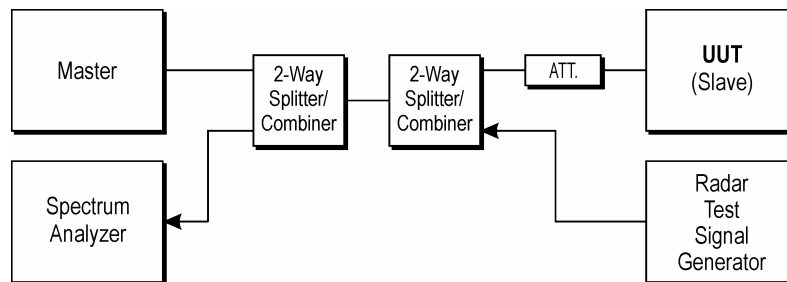 Master
2-Way
Splitter/
Combiner
2-Way
Splitter/
Combiner
ATT.
UUT
(Slave)
Spectrum
Analyzer
Radar
Test
Signal
Generator